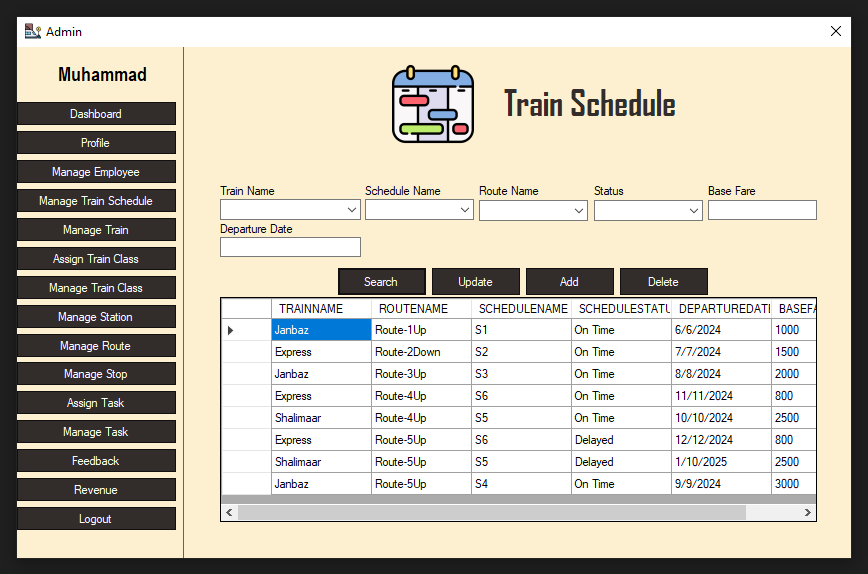 Admin
Muhammad
Dashboard
Profile
Manage Employee
Manage Train Schedule
Manage Train
Assign Train Class
Manage Train Class
Manage Station
Manage Route
Manage Stop
Assign Task
Manage Task
Feedback
Revenue
Logout
Train Schedule
Train Name Schedule Name Route Name Status Base Fare
Departure Date
Search Update Add Delete
TRAINNAME ROUTENAME SCHEDULENAME SCHEDULESTATU DEPARTUREDATI BASEFA
Janbaz Route-1Up S1 On Time 6/6/2024 1000
Express Route-2Down S2 On Time 7/7/2024 1500
Janbaz Route-3Up S3 On Time 8/8/2024 2000
Express Route-4Up S6 On Time 11/11/2024 800
Shalimaar Route-4Up S5 On Time 10/10/2024 2500
Express Route-5Up S6 Delayed 12/12/2024 800
Shalimaar Route-5Up S5 Delayed 1/10/2025 2500
Janbaz Route-5Up S4 On Time 9/9/2024 3000